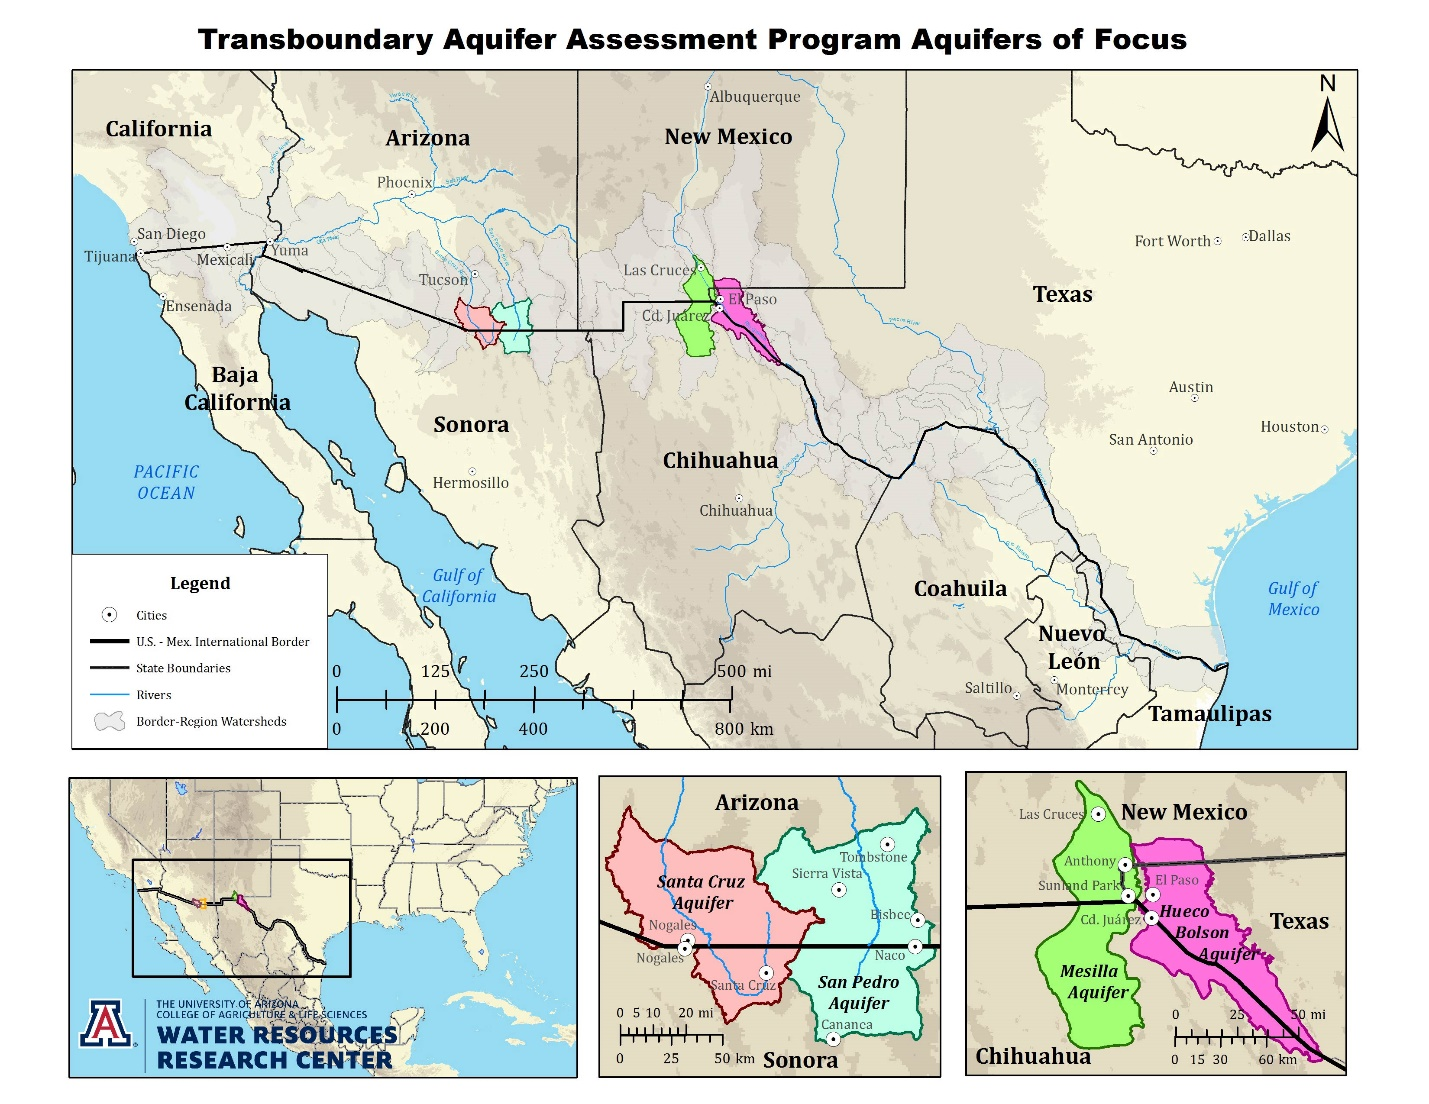 Transboundary Aquifer Assessment Program Aquifers of Focus
N
Albuquerque
California
Arizona
New Mexico
Phoenix
San Diego
Tijuana
Mexicali
Yuma
Fort Worth
Dallas
Las Cruces
Tucson
Ensenada
El Paso
Cd. Juárez
Texas
Baja
California
Austin
Sonora
Houston
San Antonio
Chihuahua
PACIFIC
OCEAN
Hermosillo
Chihuahua
Gulf of
California
Coahuila
Gulf of
Mexico
Nuevo
León
Saltillo
Monterrey
Tamaulipas
Legend
Cities
U.S. - Mex. International Border
State Boundaries
Rivers
Border-Region Watersheds
0 125 250 500 mi
0 200 400 800 km
A
THE UNIVERSITY OF ARIZONA
COLLEGE OF AGRICULTURE & LIFE SCIENCES
WATER RESOURCES
RESEARCH CENTER
Arizona
Tombstone
Sierra Vista
Santa Cruz
Aquifer
Bisbee
Nogales
Nogales
Naco
Santa Cruz
San Pedro
Aquifer
Cananea
0 5 10 20 mi
0 25 50 km
Sonora
Las Cruces
New Mexico
Anthony
Sunland Park
El Paso
Cd. Juárez
Hueco
Bolson
Aquifer
Texas
Mesilla
Aquifer
0 25 50 mi
0 15 30 60 km
Chihuahua